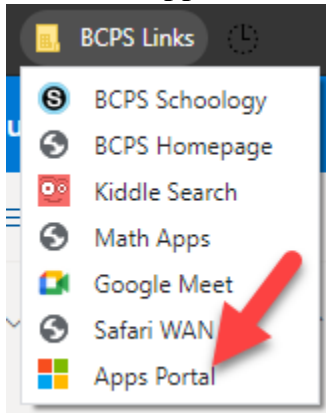 BCPS Links
BCPS Schoology
BCPS Homepage
Kiddle Search
Math Apps
Google Meet
Safari WAN
Apps Portal